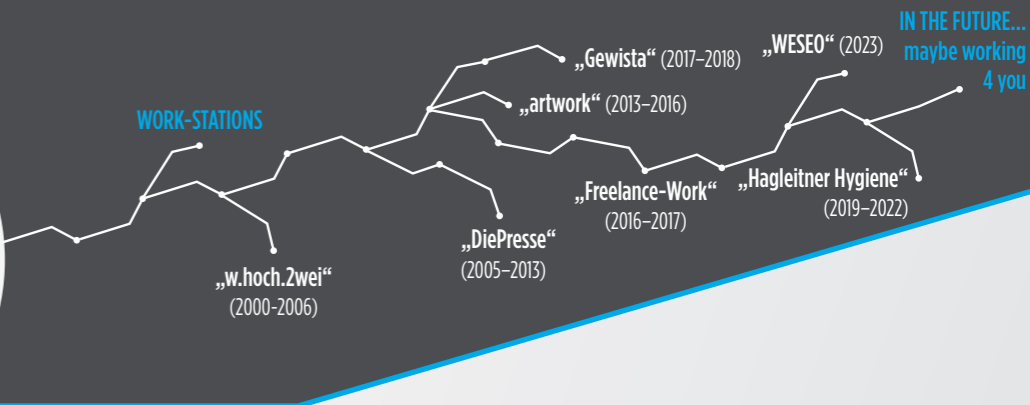 WORK-STATIONS
„w.hoch.2wei“
(2000-2006)
„DiePresse“
(2005–2013)
„Gewista“ (2017–2018)
„artwork“ (2013–2016)
„Freelance-Work“
(2016–2017)
„WESEO“ (2023)
„Hagleitner Hygiene“
(2019–2022)
IN THE FUTURE...
maybe working
4 you